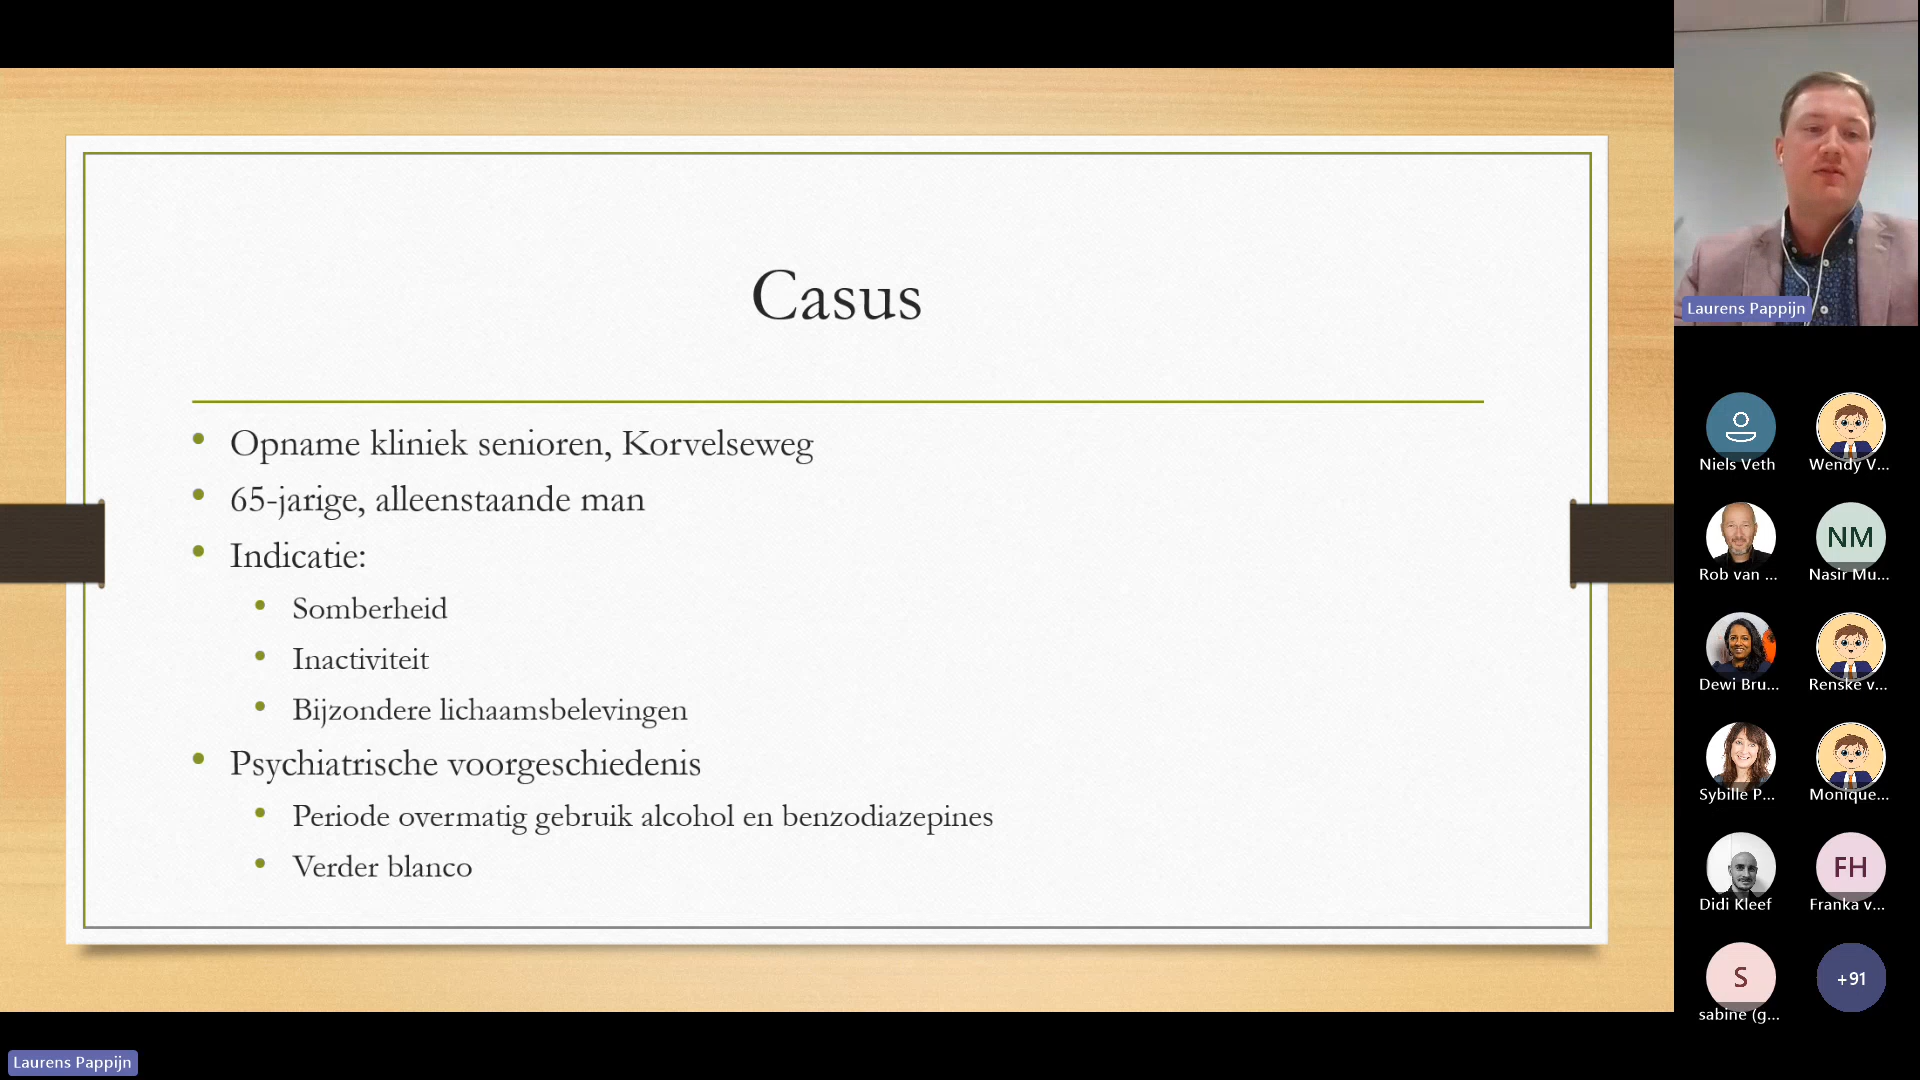 Casus
Opname kliniek senioren, Korvelseweg
65-jarige, alleenstaande man
Indicatie:
Somberheid
Inactiviteit
Bijzondere lichaamsbelevingen
Psychiatrische voorgeschiedenis
Periode overmatig gebruik alcohol en benzodiazepines
Verder blanco
Laurens Pappijn
Niels Veth
Wendy V...
Rob van ...
NM
Nasir Mu...
Dewi Bru...
Renske v...
Sybille P...
Monique...
Didi Kleef
FH
Franka v...
S
sabine (g...
+91
Laurens Pappijn